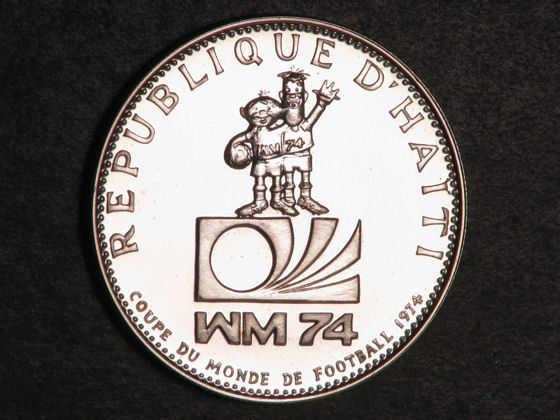 REPUBLIQUE D'HAITI
WM 74
WM 74
COUPE DU MONDE DE FOOTBALL 1974